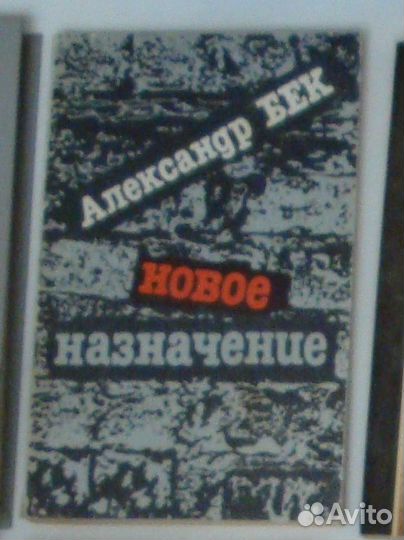 Александр БЕК
новое
назначение
Avito